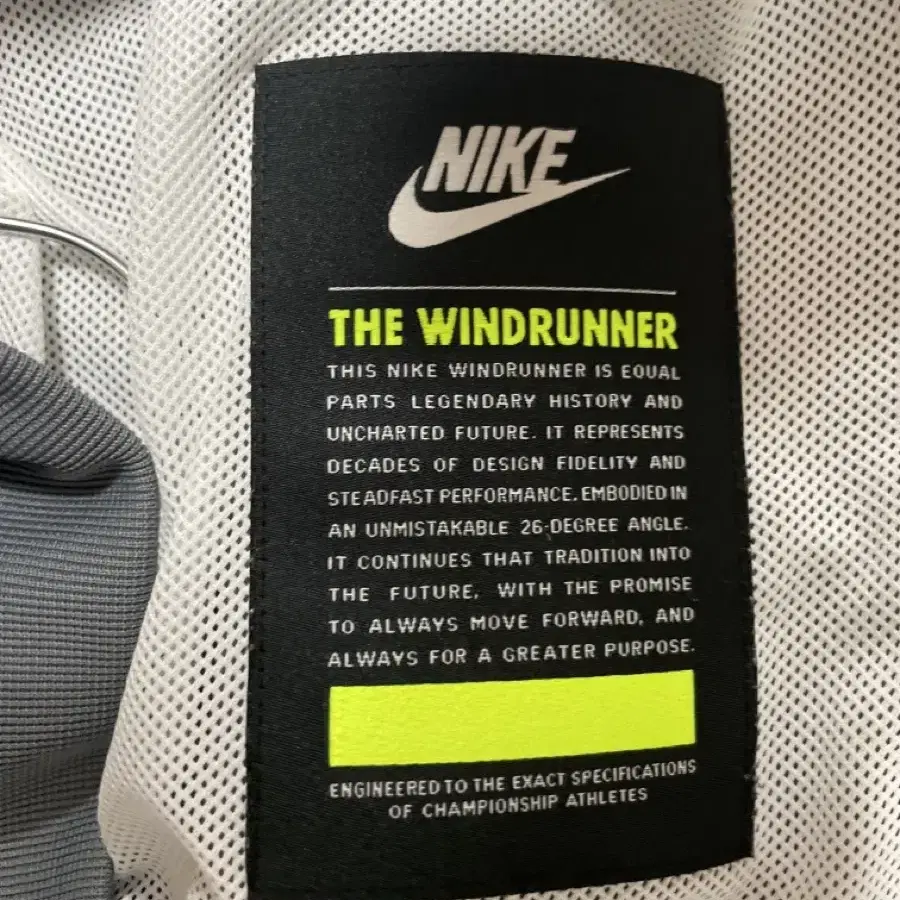 NIKE
THE WINDRUNNER
THIS NIKE WINDRUNNER IS EQUAL
PARTS LEGENDARY HISTORY AND
UNCHARTED FUTURE. IT REPRESENTS
DECADES OF DESIGN FIDELITY AND
STEADFAST PERFORMANCE. EMBODIED IN
AN UNMISTAKABLE 26-DEGREE ANGLE.
IT CONTINUES THAT TRADITION INTO
THE FUTURE, WITH THE PROMISE
TO ALWAYS MOVE FORWARD, AND
ALWAYS FOR A GREATER PURPOSE.
ENGINEERED TO THE EXACT SPECIFICATIONS
OF CHAMPIONSHIP ATHLETES